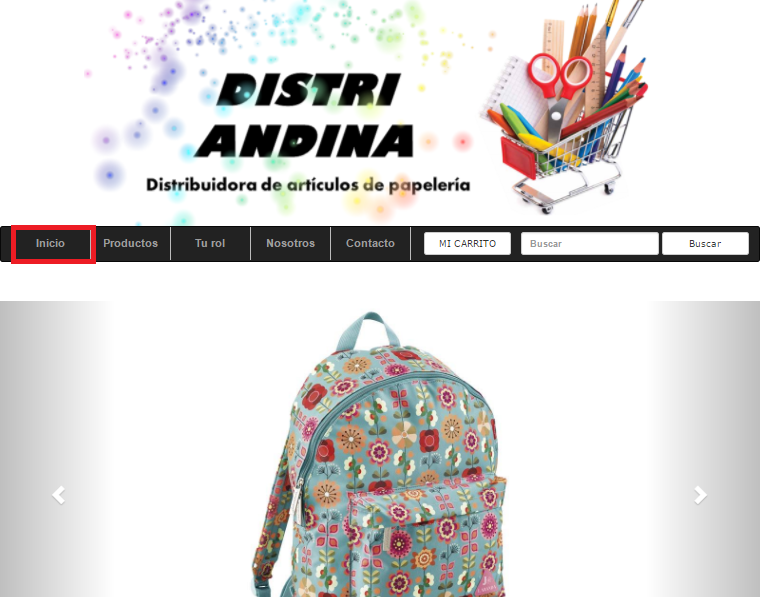 DISTRI
ANDINA
Distribuidora de artículos de papelería
Inicio Productos Tu rol Nosotros Contacto MI CARRITO Buscar Buscar